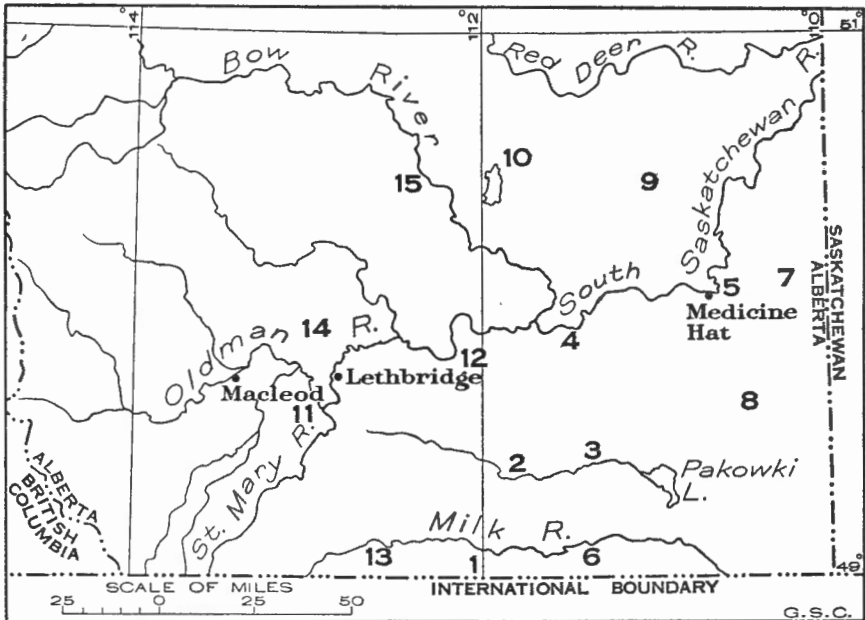 114°
112°
110°
51°
Bow River
Red Deer R.
South Saskatchewan R.
10
9
15
7
5
Medicine
Hat
SASKATCHEWAN
ALBERTA
14
Oldman R.
4
12
Macleod
Lethbridge
11
8
St. Mary R.
2
3
Pakowki
L.
ALBERTA
BRITISH
COLUMBIA
Milk R.
13
1
6
49°
SCALE OF MILES
INTERNATIONAL BOUNDARY
25 0 25 50
G.S.C.